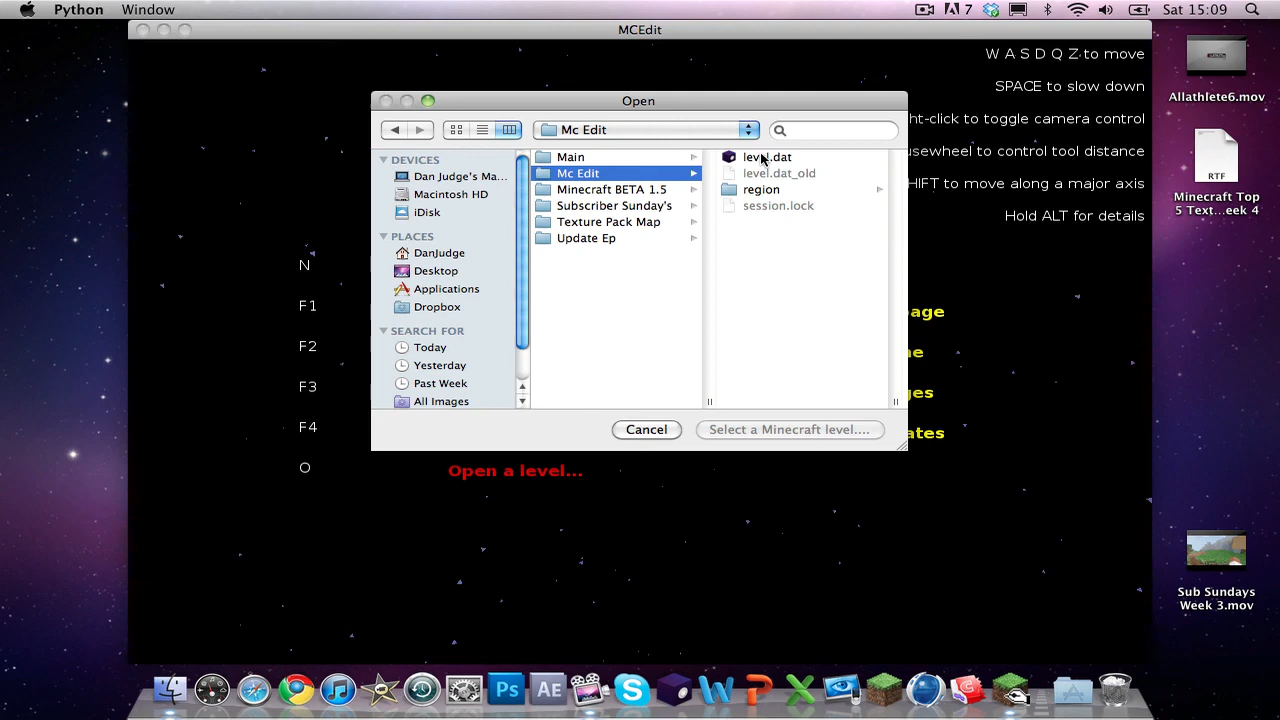 Python Window
7 Sat 15:09
MCEdit
W A S D Q Z to move
SPACE to slow down
ht-click to toggle camera control
usewheel to control tool distance
HIFT to move along a major axis
Hold ALT for details
Open
Mc Edit
DEVICES
Dan Judge's Ma...
Macintosh HD
iDisk
PLACES
DanJudge
Desktop
Applications
Dropbox
SEARCH FOR
Today
Yesterday
Past Week
All Images
Main
Mc Edit
Minecraft BETA 1.5
Subscriber Sunday's
Texture Pack Map
Update Ep
level.dat
level.dat_old
region
session.lock
Cancel
Select a Minecraft level....
N
F1
F2
F3
F4
O
age
ne
ges
ates
Open a level...
Allathlete6.mov
RTF
Minecraft Top
5 Text...eek 4
Sub Sundays
Week 3.mov
Ps
AE